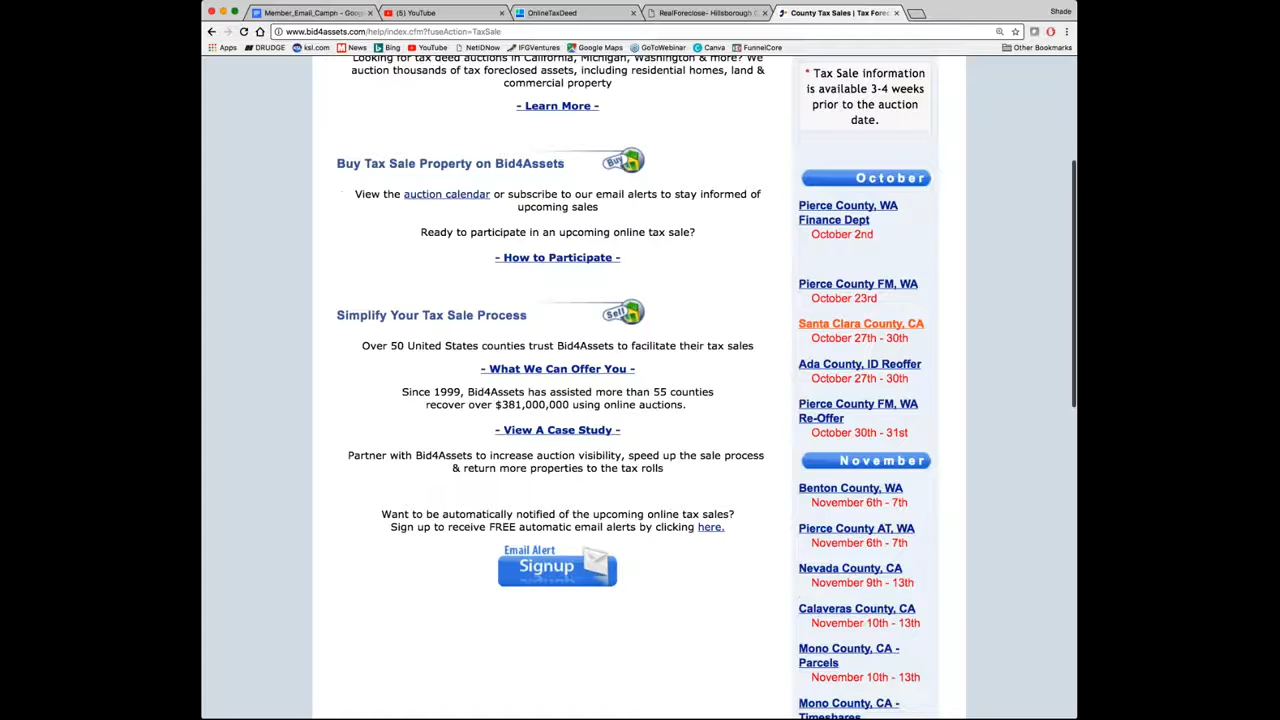 Member_Email_Campn - Goog
(5) YouTube
OnlineTaxDeed
RealForeclose- Hillsborough C
County Tax Sales | Tax Forec
Shade
www.bid4assets.com/help/index.cfm?fuseAction=TaxSale
Apps
DRUDGE
ksl.com
News
Bing
YouTube
NetIDNow
IFGVentures
Google Maps
GoToWebinar
Canva
FunnelCore
Other Bookmarks
Looking for tax deed auctions in California, Michigan, Washington & more? We
auction thousands of tax foreclosed assets, including residential homes, land &
commercial property
- Learn More -
Buy Tax Sale Property on Bid4Assets
Buy
View the auction calendar or subscribe to our email alerts to stay informed of
upcoming sales
Ready to participate in an upcoming online tax sale?
- How to Participate -
Simplify Your Tax Sale Process
Sell
Over 50 United States counties trust Bid4Assets to facilitate their tax sales
- What We Can Offer You -
Since 1999, Bid4Assets has assisted more than 55 counties
recover over $381,000,000 using online auctions.
- View A Case Study -
Partner with Bid4Assets to increase auction visibility, speed up the sale process
& return more properties to the tax rolls
Want to be automatically notified of the upcoming online tax sales?
Sign up to receive FREE automatic email alerts by clicking here.
Email Alert
Signup
* Tax Sale information
is available 3-4 weeks
prior to the auction
date.
October
Pierce County, WA
Finance Dept
October 2nd
Pierce County FM, WA
October 23rd
Santa Clara County, CA
October 27th - 30th
Ada County, ID Reoffer
October 27th - 30th
Pierce County FM, WA
Re-Offer
October 30th - 31st
November
Benton County, WA
November 6th - 7th
Pierce County AT, WA
November 6th - 7th
Nevada County, CA
November 9th - 13th
Calaveras County, CA
November 10th - 13th
Mono County, CA -
Parcels
November 10th - 13th
Mono County, CA -
Timeshares